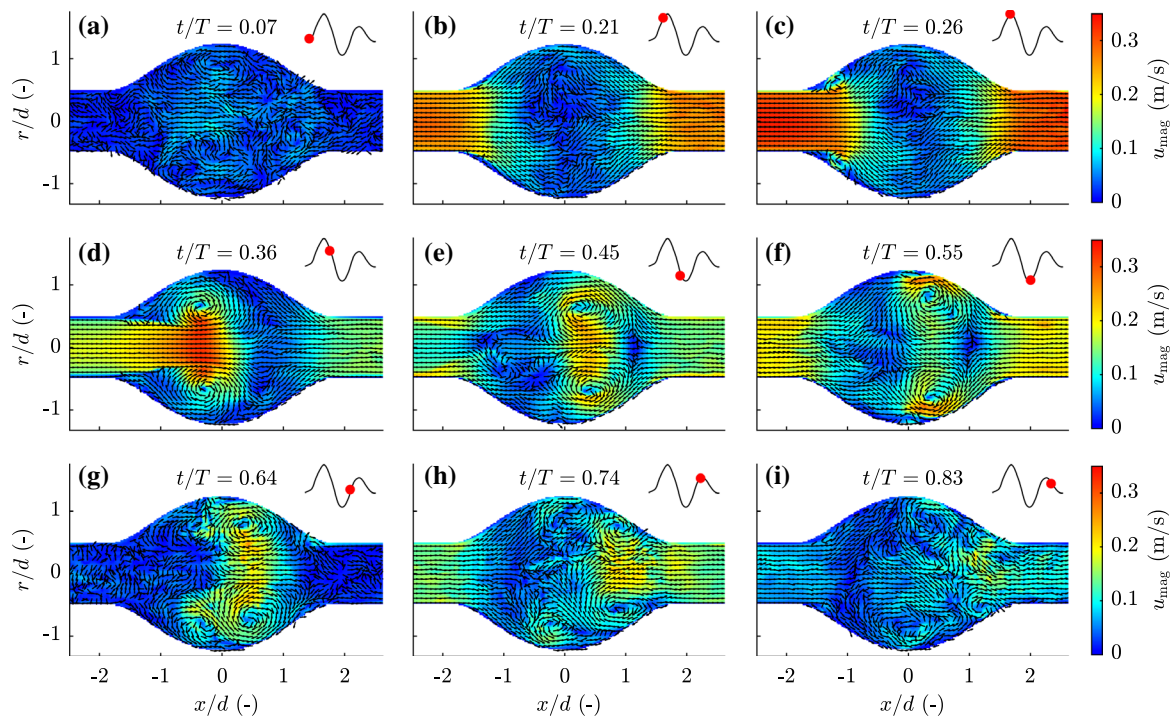 (a) t/T = 0.07
(b) t/T = 0.21
(c) t/T = 0.26
1
0
-1
r/d (-)
0.3
0.2
0.1
0
u_mag (m/s)
(d) t/T = 0.36
(e) t/T = 0.45
(f) t/T = 0.55
1
0
-1
r/d (-)
0.3
0.2
0.1
0
u_mag (m/s)
(g) t/T = 0.64
(h) t/T = 0.74
(i) t/T = 0.83
1
0
-1
r/d (-)
0.3
0.2
0.1
0
u_mag (m/s)
-2 -1 0 1 2
-2 -1 0 1 2
-2 -1 0 1 2
x/d (-)
x/d (-)
x/d (-)